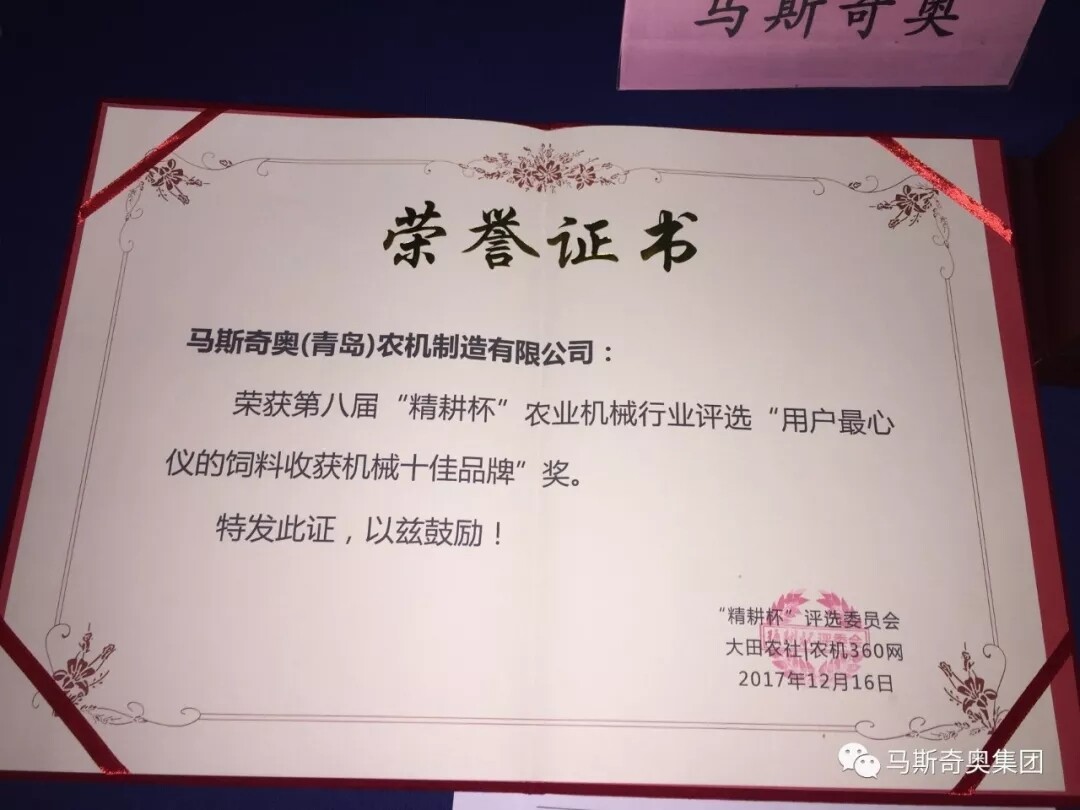 马斯奇奥
荣誉证书
马斯奇奥(青岛)农机制造有限公司：
荣获第八届“精耕杯”农业机械行业评选“用户最心
仪的饲料收获机械十佳品牌”奖。
特发此证，以兹鼓励！
“精耕杯”评选委员会
大田农社|农机360网
2017年12月16日
马斯奇奥集团